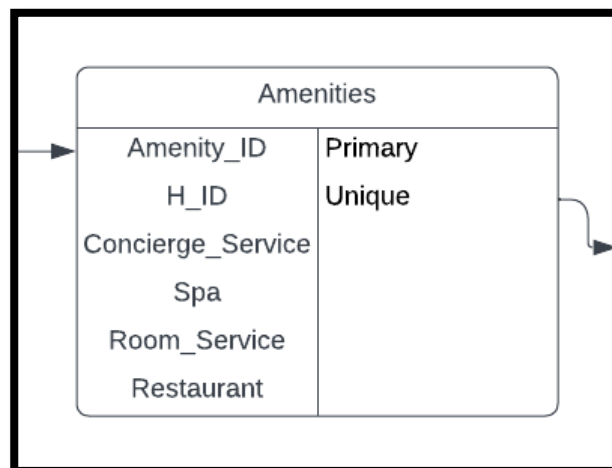 Amenities
Amenity_ID Primary
H_ID Unique
Concierge_Service
Spa
Room_Service
Restaurant